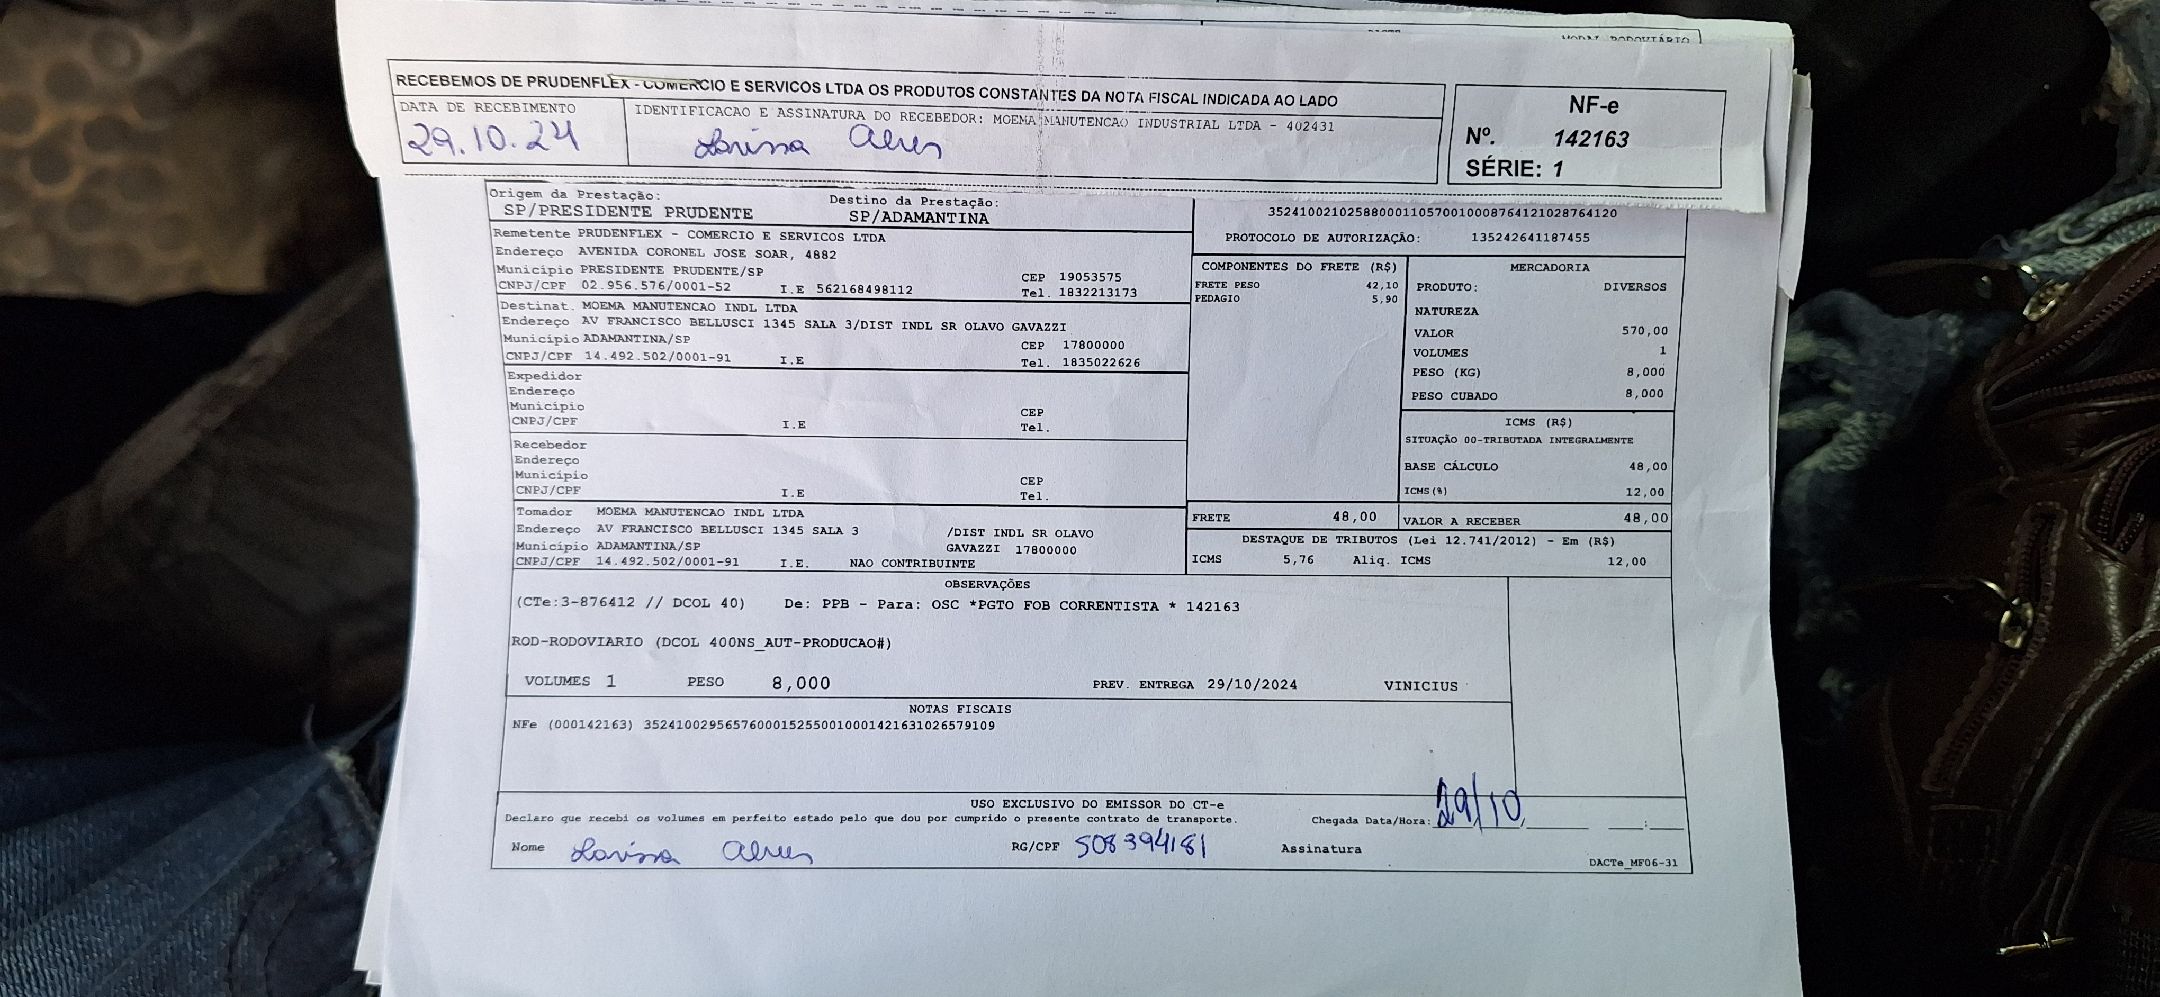 RECEBEMOS DE PRUDENFLEX - COMERCIO E SERVICOS LTDA OS PRODUTOS CONSTANTES DA NOTA FISCAL INDICADA AO LADO
DATA DE RECEBIMENTO
29.10.24
IDENTIFICACAO E ASSINATURA DO RECEBEDOR: MOEMA MANUTENCAO INDUSTRIAL LTDA - 402431
Larissa Alves
NF-e
Nº. 142163
SÉRIE: 1
Origem da Prestação:
SP/PRESIDENTE PRUDENTE
Destino da Prestação:
SP/ADAMANTINA
35241002102588000110570010008764121028764120
PROTOCOLO DE AUTORIZAÇÃO: 135242641187455
Remetente PRUDENFLEX - COMERCIO E SERVICOS LTDA
Endereço AVENIDA CORONEL JOSE SOAR, 4882
Município PRESIDENTE PRUDENTE/SP CEP 19053575
CNPJ/CPF 02.956.576/0001-52 I.E 562168498112 Tel. 1832213173
Destinat. MOEMA MANUTENCAO INDL LTDA
Endereço AV FRANCISCO BELLUSCI 1345 SALA 3/DIST INDL SR OLAVO GAVAZZI
Município ADAMANTINA/SP CEP 17800000
CNPJ/CPF 14.492.502/0001-91 I.E Tel. 1835022626
Expedidor
Endereço
Município CEP
CNPJ/CPF I.E Tel.
Recebedor
Endereço
Município CEP
CNPJ/CPF I.E Tel.
Tomador MOEMA MANUTENCAO INDL LTDA
Endereço AV FRANCISCO BELLUSCI 1345 SALA 3 /DIST INDL SR OLAVO
Município ADAMANTINA/SP GAVAZZI 17800000
CNPJ/CPF 14.492.502/0001-91 I.E. NAO CONTRIBUINTE
COMPONENTES DO FRETE (R$)
FRETE PESO 42,10
PEDAGIO 5,90
FRETE 48,00
MERCADORIA
PRODUTO: DIVERSOS
NATUREZA
VALOR 570,00
VOLUMES 1
PESO (KG) 8,000
PESO CUBADO 8,000
ICMS (R$)
SITUAÇÃO 00-TRIBUTADA INTEGRALMENTE
BASE CÁLCULO 48,00
ICMS(%) 12,00
VALOR A RECEBER 48,00
DESTAQUE DE TRIBUTOS (Lei 12.741/2012) - Em (R$)
ICMS 5,76 Aliq. ICMS 12,00
OBSERVAÇÕES
(CTe:3-876412 // DCOL 40) De: PPB - Para: OSC *PGTO FOB CORRENTISTA * 142163
ROD-RODOVIARIO (DCOL 400NS_AUT-PRODUCAO#)
VOLUMES 1 PESO 8,000 PREV. ENTREGA 29/10/2024 VINICIUS
NOTAS FISCAIS
NFe (000142163) 35241002956576000152550010001421631026579109
USO EXCLUSIVO DO EMISSOR DO CT-e
Declaro que recebi os volumes em perfeito estado pelo que dou por cumprido o presente contrato de transporte. Chegada Data/Hora: 29/10
Nome Larissa Alves RG/CPF 508394181 Assinatura
DACTe_MF06-31